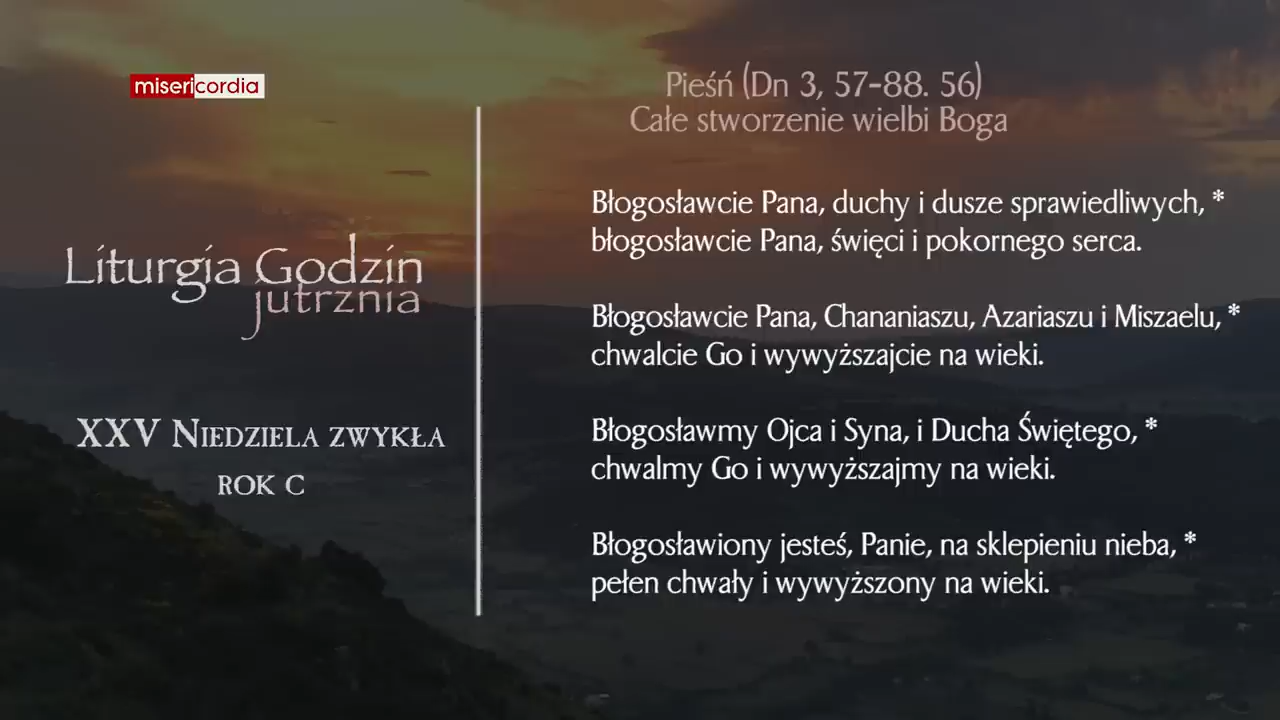 misericordia
Liturgia Godzin
jutrznia
XXV Niedziela zwykła
rok C
Pieśń (Dn 3, 57-88. 56)
Całe stworzenie wielbi Boga
Błogosławcie Pana, duchy i dusze sprawiedliwych, *
błogosławcie Pana, święci i pokornego serca.
Błogosławcie Pana, Chananiaszu, Azariaszu i Miszaelu, *
chwalcie Go i wywyższajcie na wieki.
Błogosławmy Ojca i Syna, i Ducha Świętego, *
chwalmy Go i wywyższajmy na wieki.
Błogosławiony jesteś, Panie, na sklepieniu nieba, *
pełen chwały i wywyższony na wieki.